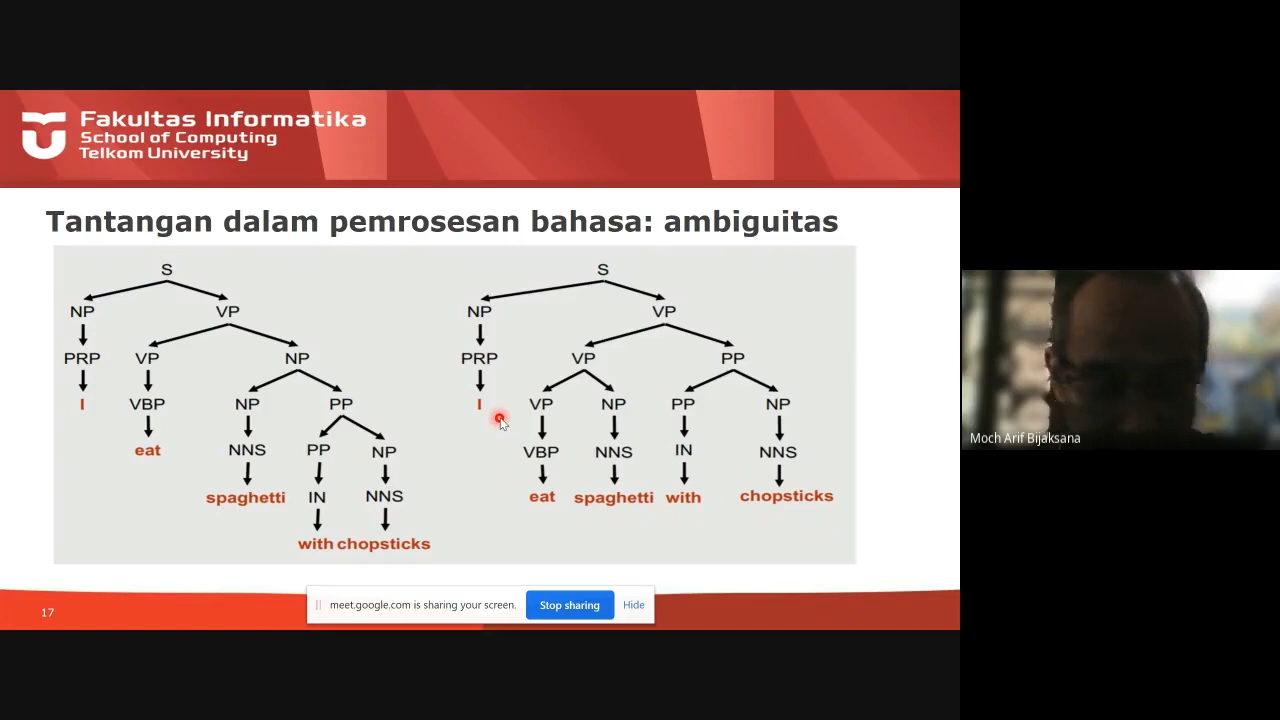 Fakultas Informatika
School of Computing
Telkom University
Tantangan dalam pemrosesan bahasa: ambiguitas
S
NP VP
PRP VP NP
I VBP NP PP
eat NNS PP NP
spaghetti IN NNS
with chopsticks
S
NP VP
PRP VP PP
I VP NP PP NP
VBP NNS IN NNS
eat spaghetti with chopsticks
17
meet.google.com is sharing your screen. Stop sharing Hide
Moch Arif Bijaksana